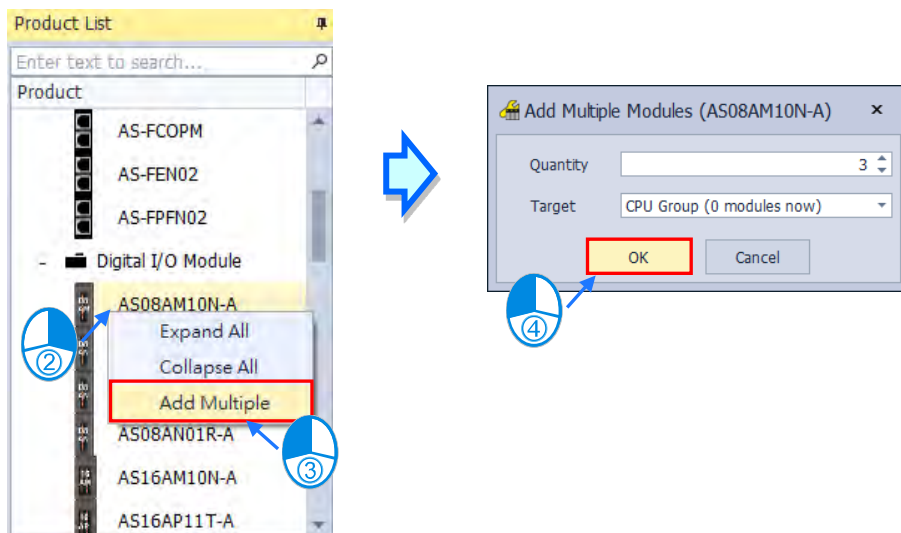 Product List
Enter text to search...
Product
AS-FCOPM
AS-FEN02
AS-FPFN02
- Digital I/O Module
AS08AM10N-A
Expand All
Collapse All
Add Multiple
AS08AN01R-A
AS16AM10N-A
AS16AP11T-A
②
③
Add Multiple Modules (AS08AM10N-A) ×
Quantity 3
Target CPU Group (0 modules now)
OK Cancel
④